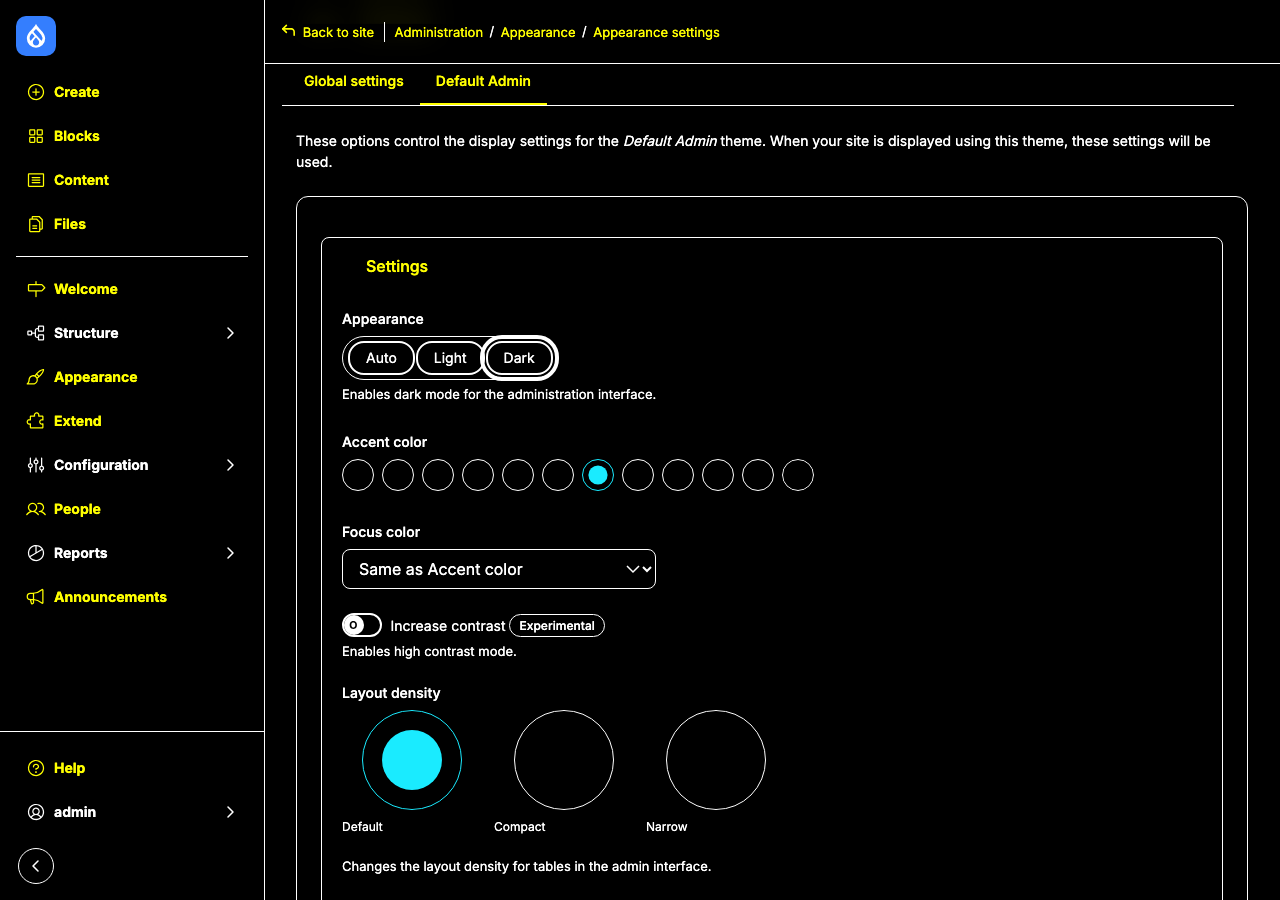 Create
Blocks
Content
Files
Welcome
Structure
Appearance
Extend
Configuration
People
Reports
Announcements
Help
admin
Back to site
Administration / Appearance / Appearance settings
Global settings
Default Admin
These options control the display settings for the Default Admin theme. When your site is displayed using this theme, these settings will be
used.
Settings
Appearance
Auto
Light
Dark
Enables dark mode for the administration interface.
Accent color
Focus color
Same as Accent color
Increase contrast
Experimental
Enables high contrast mode.
Layout density
Default
Compact
Narrow
Changes the layout density for tables in the admin interface.